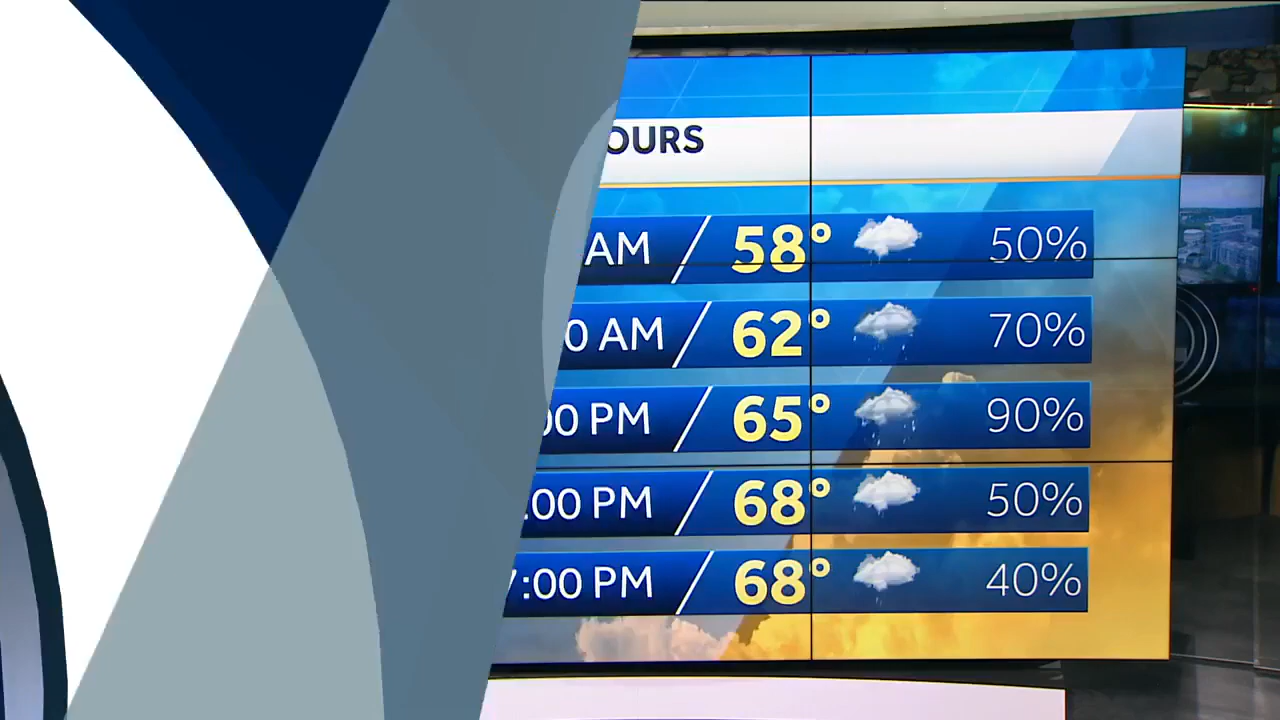 OURS
AM / 58° 50%
0 AM / 62° 70%
00 PM / 65° 90%
:00 PM / 68° 50%
7:00 PM / 68° 40%